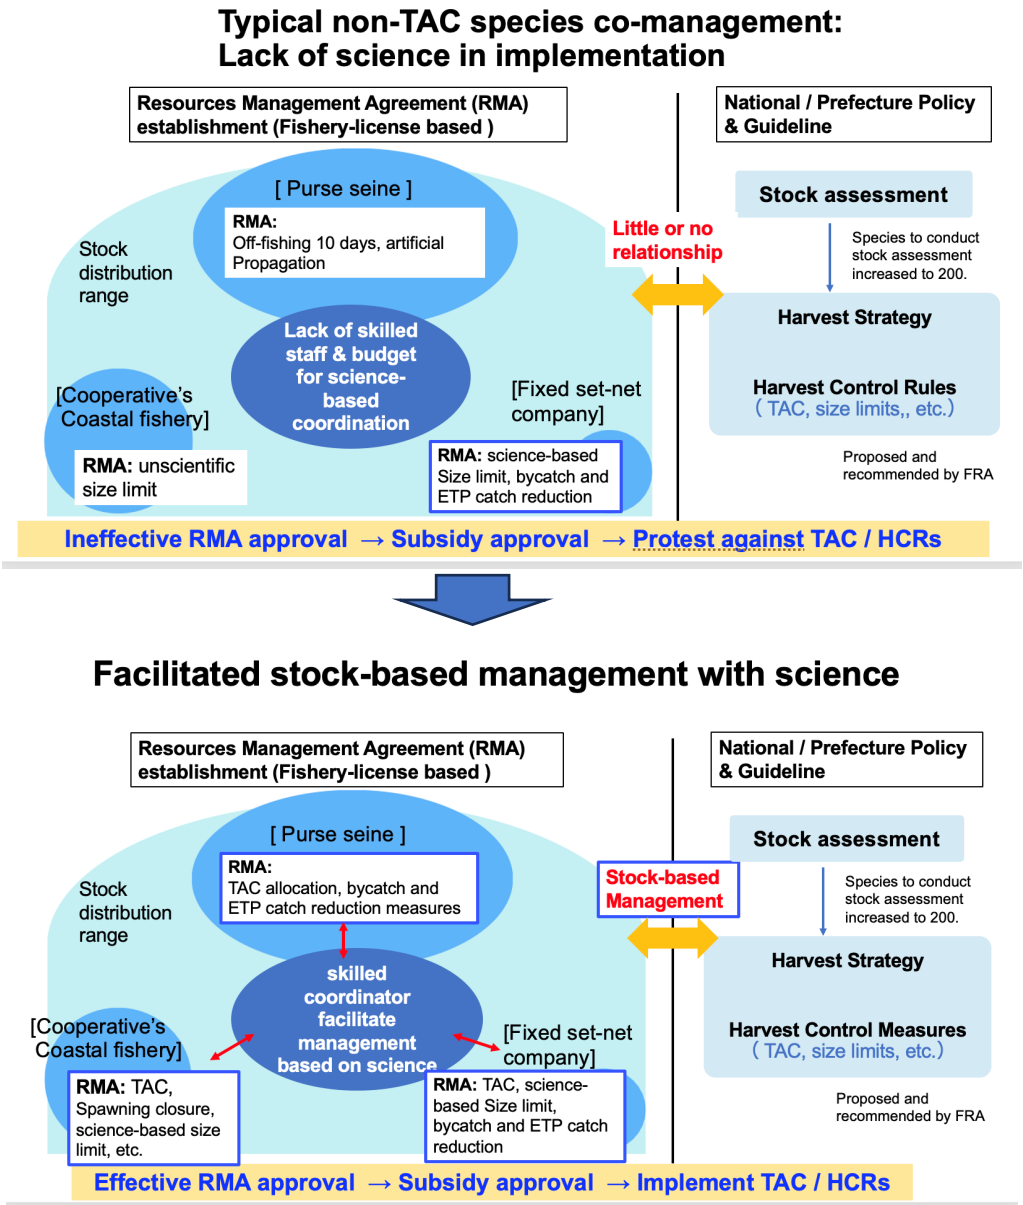 Typical non-TAC species co-management:
Lack of science in implementation
Resources Management Agreement (RMA)
establishment (Fishery-license based )
National / Prefecture Policy
& Guideline
[ Purse seine ]
RMA:
Off-fishing 10 days, artificial
Propagation
Stock
distribution
range
Lack of skilled
staff & budget
for science-
based
coordination
[Cooperative's
Coastal fishery]
RMA: unscientific
size limit
[Fixed set-net
company]
RMA: science-based
Size limit, bycatch and
ETP catch reduction
Little or no
relationship
Stock assessment
Species to conduct
stock assessment
increased to 200.
Harvest Strategy
Harvest Control Rules
( TAC, size limits,, etc.)
Proposed and
recommended by FRA
Ineffective RMA approval → Subsidy approval → Protest against TAC / HCRs
Facilitated stock-based management with science
Resources Management Agreement (RMA)
establishment (Fishery-license based )
National / Prefecture Policy
& Guideline
[ Purse seine ]
RMA:
TAC allocation, bycatch and
ETP catch reduction measures
Stock
distribution
range
skilled
coordinator
facilitate
management
based on science
[Cooperative's
Coastal fishery]
RMA: TAC,
Spawning closure,
science-based size
limit, etc.
[Fixed set-net
company]
RMA: TAC, science-
based Size limit,
bycatch and ETP catch
reduction
Stock-based
Management
Stock assessment
Species to conduct
stock assessment
increased to 200.
Harvest Strategy
Harvest Control Measures
( TAC, size limits, etc.)
Proposed and
recommended by FRA
Effective RMA approval → Subsidy approval → Implement TAC / HCRs